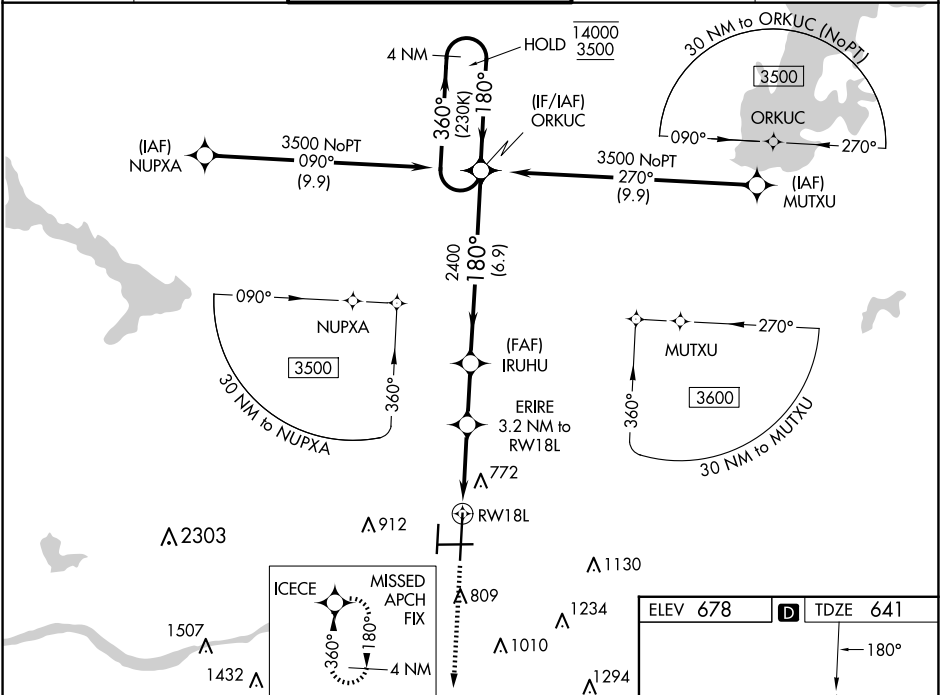 14000
3500
HOLD
4 NM
360°
(230K)
180°
(IF/IAF)
ORKUC
30 NM to ORKUC (NoPT)
3500
ORKUC
090°
270°
(IAF)
NUPXA
3500 NoPT
090°
(9.9)
3500 NoPT
270°
(9.9)
(IAF)
MUTXU
2400
180°
(6.9)
090°
NUPXA
3500
360°
30 NM to NUPXA
(FAF)
IRUHU
ERIRE
3.2 NM to
RW18L
270°
MUTXU
3600
360°
30 NM to MUTXU
772
RW18L
2303
912
1130
809
1234
1010
1294
1507
1432
ICECE
MISSED
APCH
FIX
360°
180°
4 NM
ELEV 678 D TDZE 641
180°